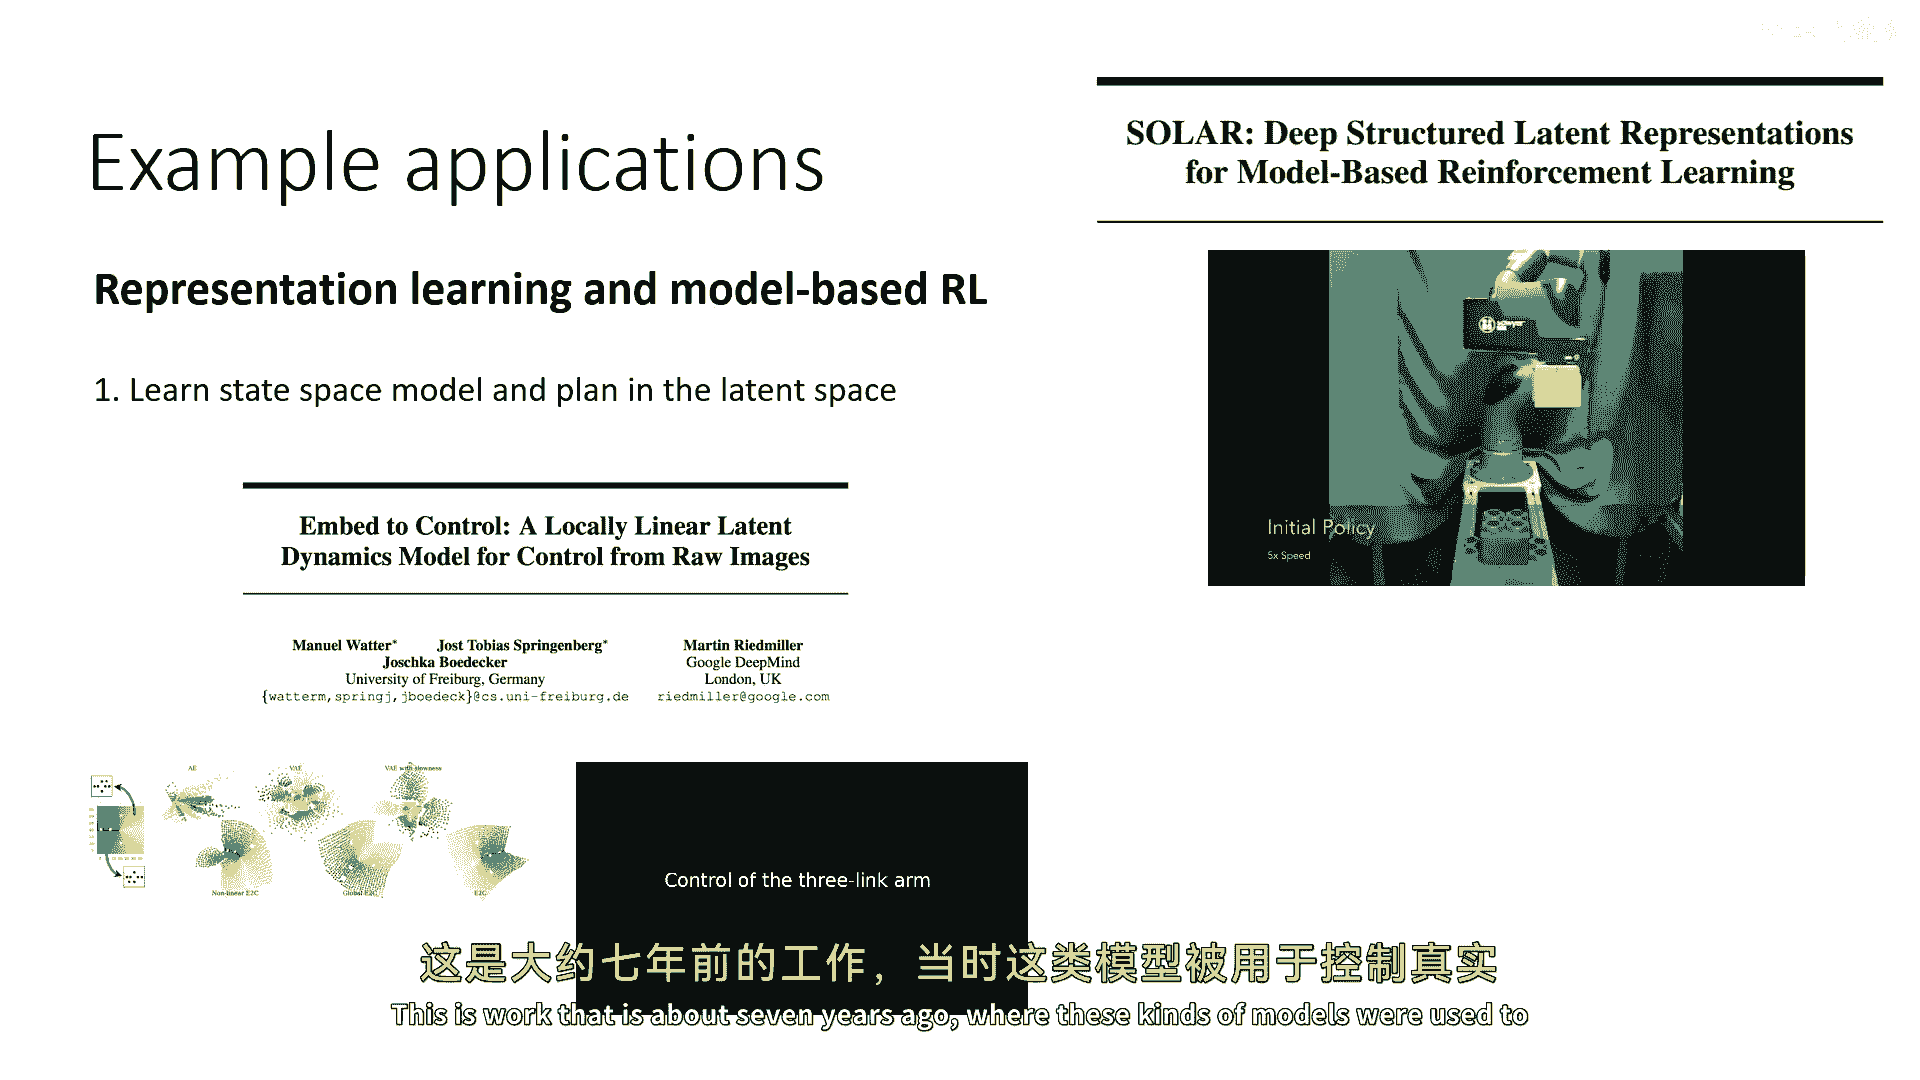 Example applications
Representation learning and model-based RL
1. Learn state space model and plan in the latent space
Embed to Control: A Locally Linear Latent
Dynamics Model for Control from Raw Images
Manuel Watter* Jost Tobias Springenberg*
Joschka Boedecker
University of Freiburg, Germany
{watterm,springj,jboedeck}@cs.uni-freiburg.de
Martin Riedmiller
Google DeepMind
London, UK
riedmiller@google.com
AE
VAE
VAE with slowness
Non-linear E2C
Global E2C
E2C
Control of the three-link arm
SOLAR: Deep Structured Latent Representations
for Model-Based Reinforcement Learning
Initial Policy
5x Speed
这是大约七年前的工作，当时这类模型被用于控制真实
This is work that is about seven years ago, where these kinds of models were used to